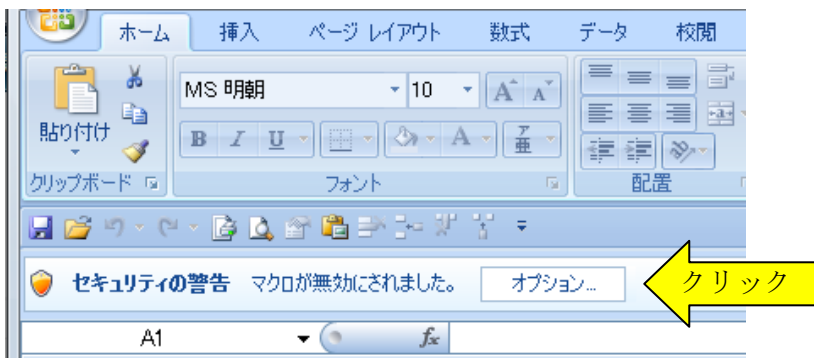 ホーム 挿入 ページ レイアウト 数式 データ 校閲
貼り付け
MS 明朝 10 A A
B I U A ア亜
クリップボード フォント 配置
セキュリティの警告 マクロが無効にされました。 オプション... クリック
A1 fx